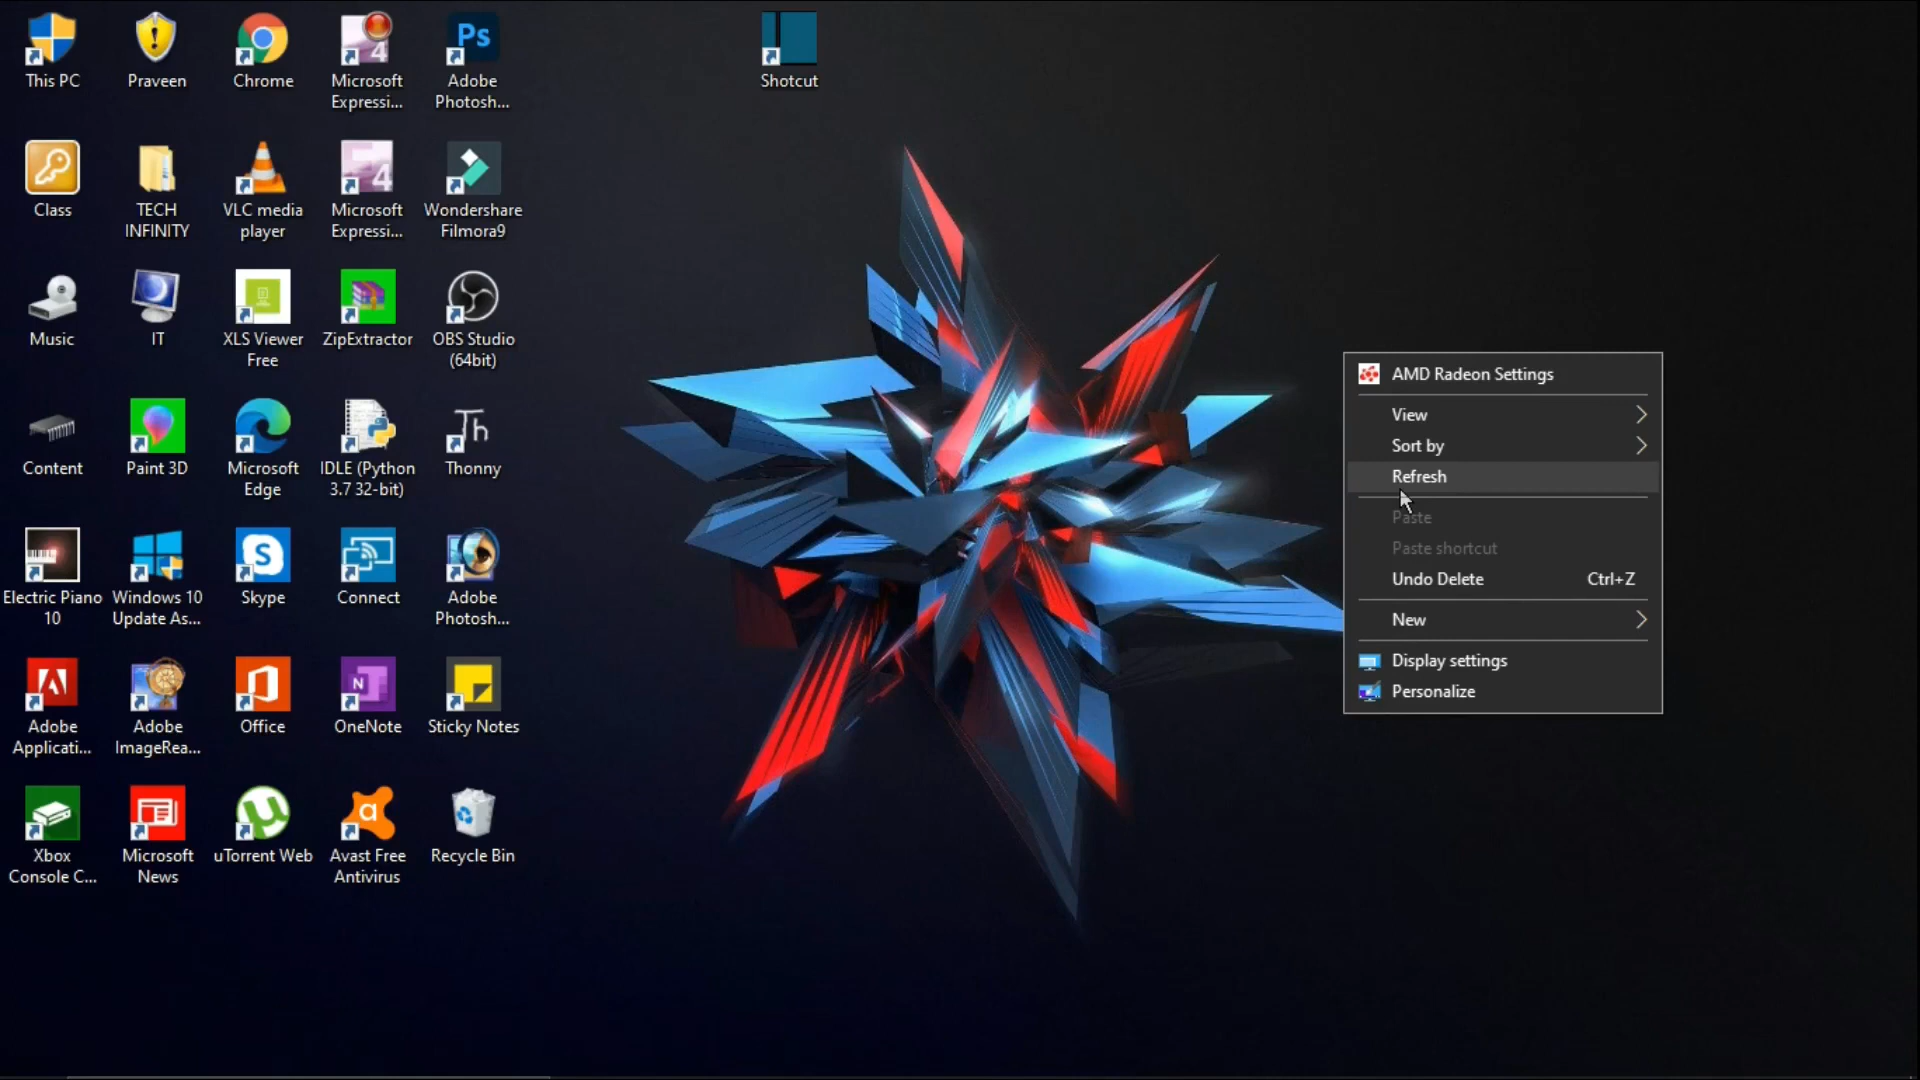 This PC
Praveen
Chrome
Microsoft
Expressi...
4
Ps
Adobe
Photosh...
Shotcut
Class
TECH
INFINITY
VLC media
player
4
Microsoft
Expressi...
Wondershare
Filmora9
Music
IT
XLS Viewer
Free
ZipExtractor
OBS Studio
(64bit)
Content
Paint 3D
Microsoft
Edge
IDLE (Python
3.7 32-bit)
Th
Thonny
Electric Piano
10
Windows 10
Update As...
S
Skype
Connect
Adobe
Photosh...
Adobe
Applicati...
Adobe
ImageRea...
Office
N
OneNote
Sticky Notes
Xbox
Console C...
Microsoft
News
uTorrent Web
a
Avast Free
Antivirus
Recycle Bin
AMD Radeon Settings
View
Sort by
Refresh
Paste
Paste shortcut
Undo Delete Ctrl+Z
New
Display settings
Personalize